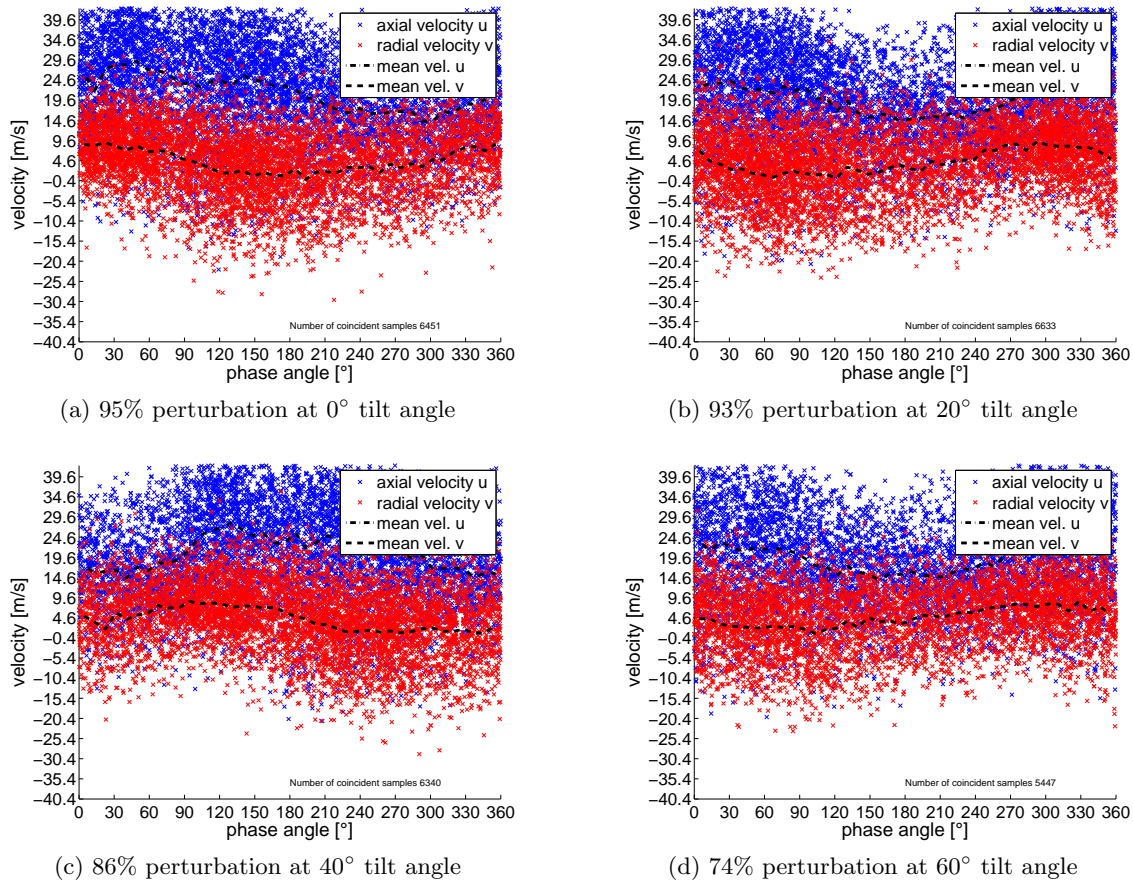 39.6
34.6
29.6
24.6
19.6
14.6
9.6
4.6
−0.4
−5.4
−10.4
−15.4
−20.4
−25.4
−30.4
−35.4
−40.4
velocity [m/s]
axial velocity u
radial velocity v
mean vel. u
mean vel. v
Number of coincident samples 6451
0 30 60 90 120 150 180 210 240 270 300 330 360
phase angle [°]
(a) 95% perturbation at 0° tilt angle
39.6
34.6
29.6
24.6
19.6
14.6
9.6
4.6
−0.4
−5.4
−10.4
−15.4
−20.4
−25.4
−30.4
−35.4
−40.4
velocity [m/s]
axial velocity u
radial velocity v
mean vel. u
mean vel. v
Number of coincident samples 6633
0 30 60 90 120 150 180 210 240 270 300 330 360
phase angle [°]
(b) 93% perturbation at 20° tilt angle
39.6
34.6
29.6
24.6
19.6
14.6
9.6
4.6
−0.4
−5.4
−10.4
−15.4
−20.4
−25.4
−30.4
−35.4
−40.4
velocity [m/s]
axial velocity u
radial velocity v
mean vel. u
mean vel. v
Number of coincident samples 6340
0 30 60 90 120 150 180 210 240 270 300 330 360
phase angle [°]
(c) 86% perturbation at 40° tilt angle
39.6
34.6
29.6
24.6
19.6
14.6
9.6
4.6
−0.4
−5.4
−10.4
−15.4
−20.4
−25.4
−30.4
−35.4
−40.4
velocity [m/s]
axial velocity u
radial velocity v
mean vel. u
mean vel. v
Number of coincident samples 5447
0 30 60 90 120 150 180 210 240 270 300 330 360
phase angle [°]
(d) 74% perturbation at 60° tilt angle